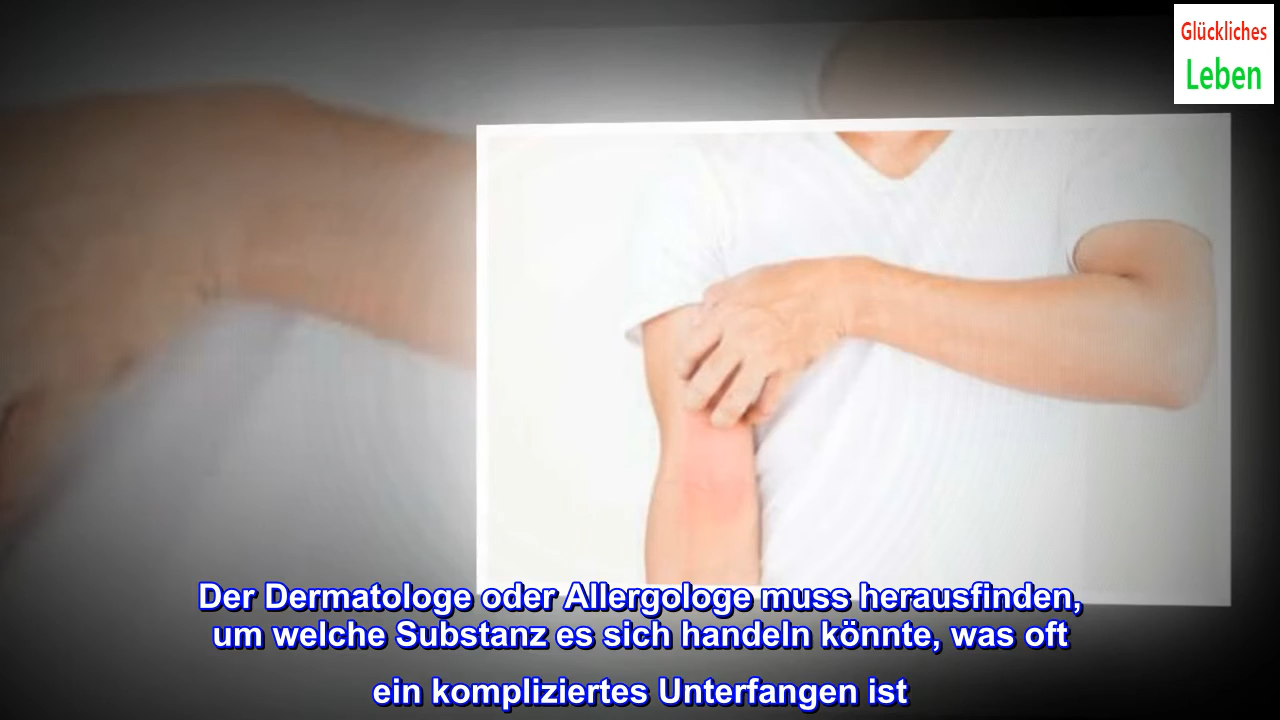 Glückliches
Leben
Der Dermatologe oder Allergologe muss herausfinden,
um welche Substanz es sich handeln könnte, was oft
ein kompliziertes Unterfangen ist